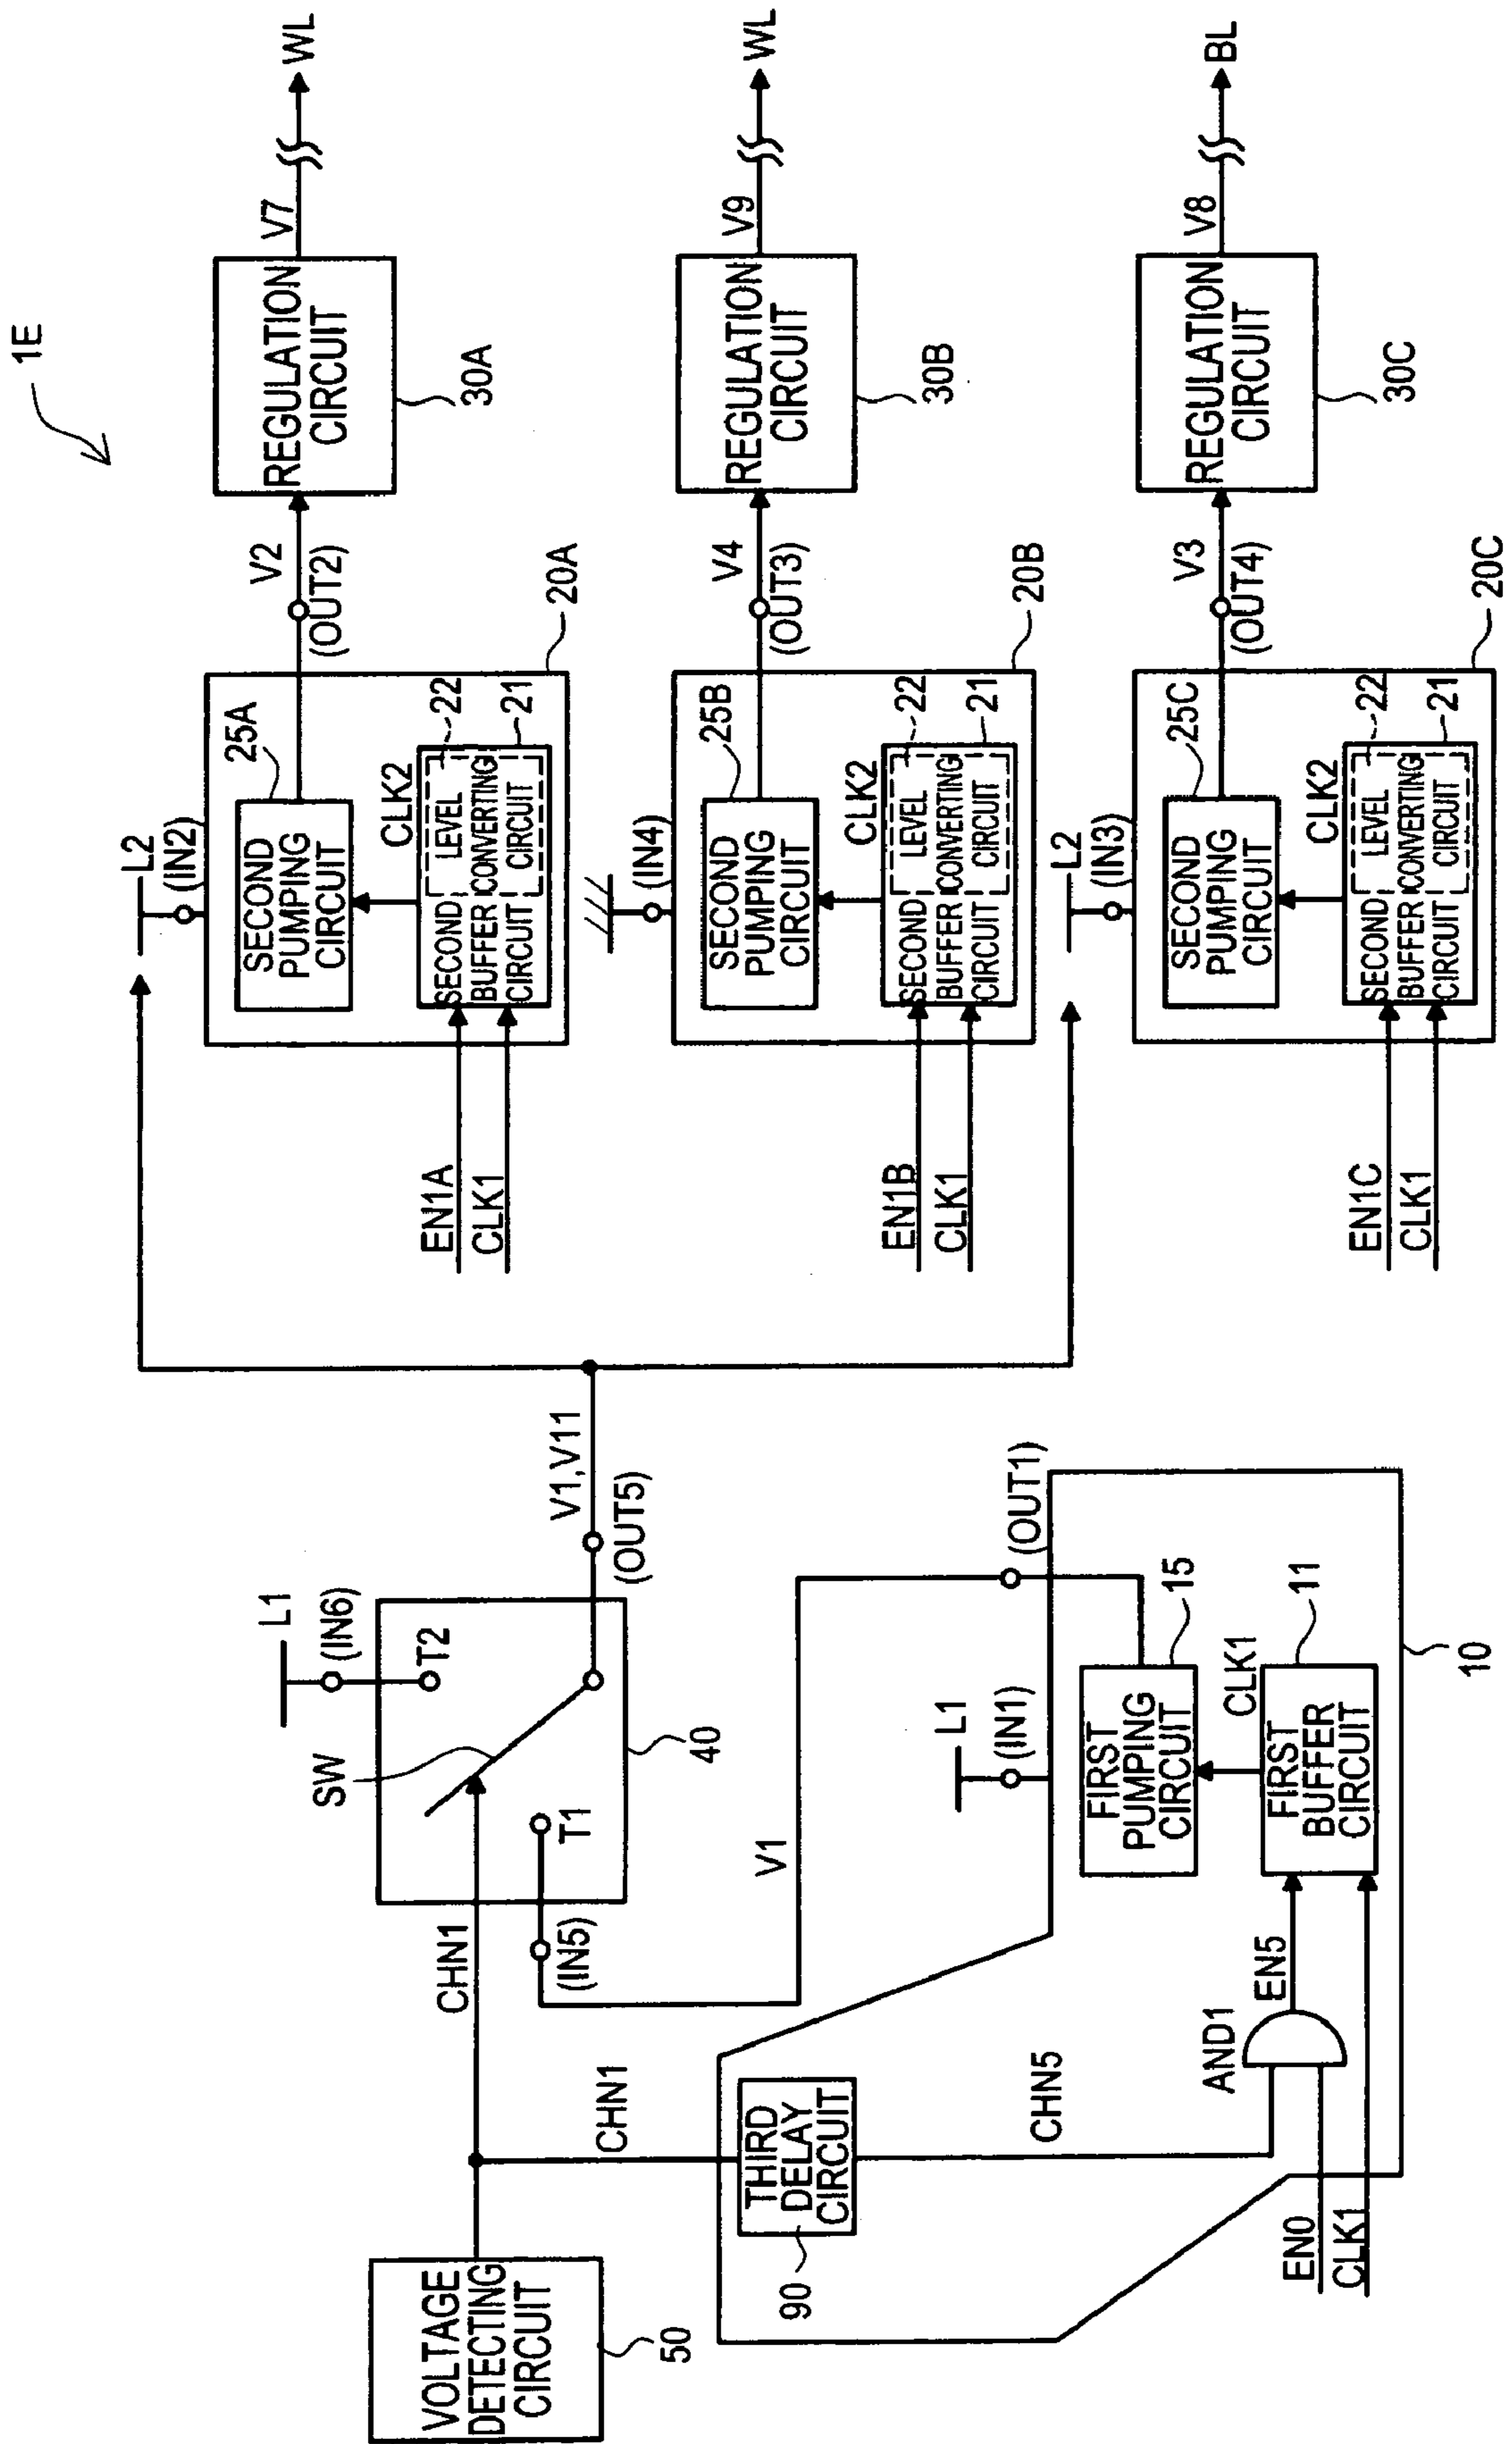 1E
VOLTAGE
DETECTING
CIRCUIT
50
CHN1
SW
L1
(IN6)
T2
T1
(IN5)
40
V1,V11
(OUT5)
CHN1
THIRD
DELAY
CIRCUIT
90
CHN5
V1
L1
(IN1)
(OUT1)
FIRST
PUMPING
CIRCUIT
15
CLK1
FIRST
BUFFER
CIRCUIT
11
10
AND1
EN5
EN0
CLK1
L2
(IN2)
25A
SECOND
PUMPING
CIRCUIT
CLK2
SECOND
BUFFER
CIRCUIT
LEVEL
CONVERTING
CIRCUIT
22
21
EN1A
CLK1
20A
V2
(OUT2)
REGULATION
CIRCUIT
30A
V7
WL
(IN4)
25B
SECOND
PUMPING
CIRCUIT
CLK2
SECOND
BUFFER
CIRCUIT
LEVEL
CONVERTING
CIRCUIT
22
21
EN1B
CLK1
20B
V4
(OUT3)
REGULATION
CIRCUIT
30B
V9
WL
L2
(IN3)
25C
SECOND
PUMPING
CIRCUIT
CLK2
SECOND
BUFFER
CIRCUIT
LEVEL
CONVERTING
CIRCUIT
22
21
EN1C
CLK1
20C
V3
(OUT4)
REGULATION
CIRCUIT
30C
V8
BL